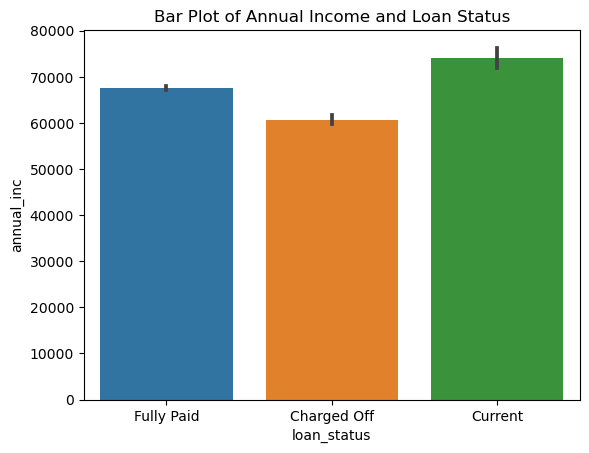 Bar Plot of Annual Income and Loan Status
80000
70000
60000
50000
40000
30000
20000
10000
0
annual_inc
Fully Paid
Charged Off
Current
loan_status